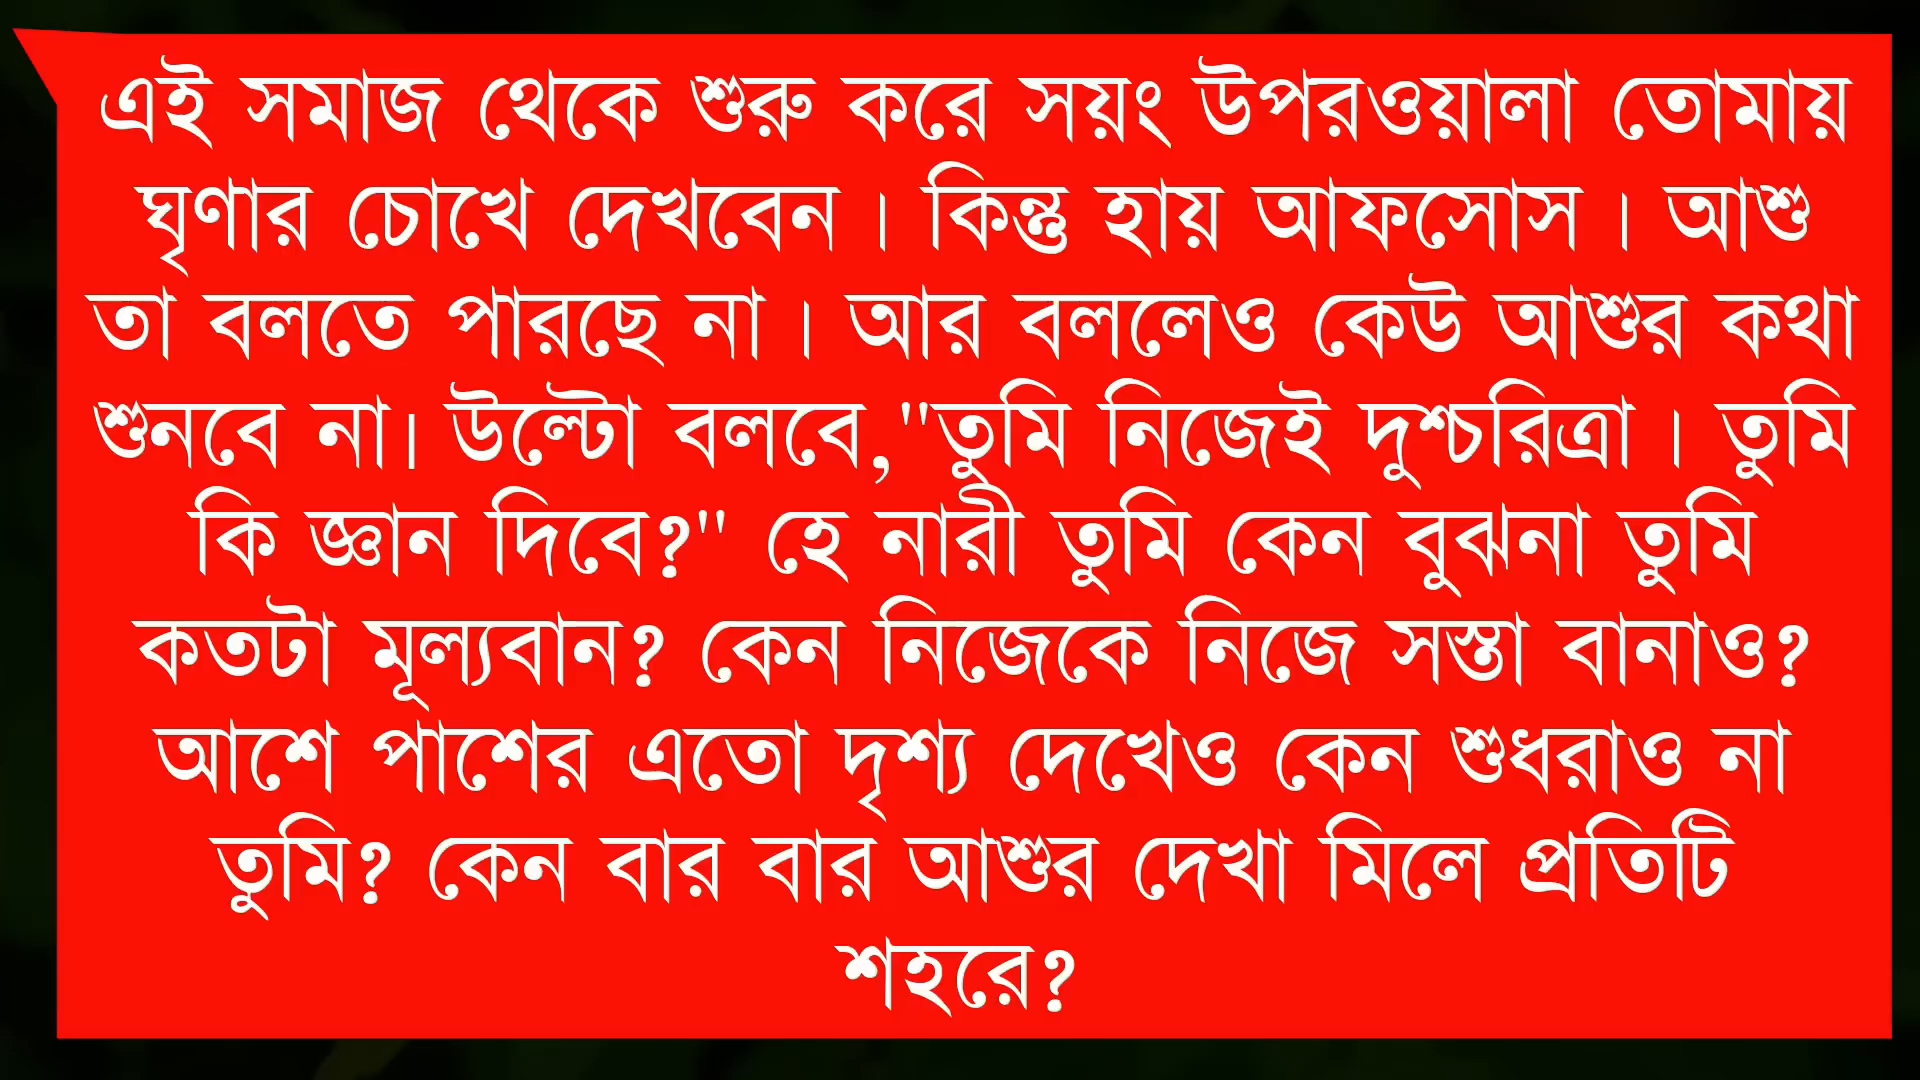 এই সমাজ থেকে শুরু করে সয়ং উপরওয়ালা তোমায়
ঘৃণার চোখে দেখবেন। কিন্তু হায় আফসোস। আশু
তা বলতে পারছে না। আর বললেও কেউ আশুর কথা
শুনবে না। উল্টো বলবে,"তুমি নিজেই দুশ্চরিত্রা। তুমি
কি জ্ঞান দিবে?" হে নারী তুমি কেন বুঝনা তুমি
কতটা মূল্যবান? কেন নিজেকে নিজে সস্তা বানাও?
আশে পাশের এতো দৃশ্য দেখেও কেন শুধরাও না
তুমি? কেন বার বার আশুর দেখা মিলে প্রতিটি
শহরে?